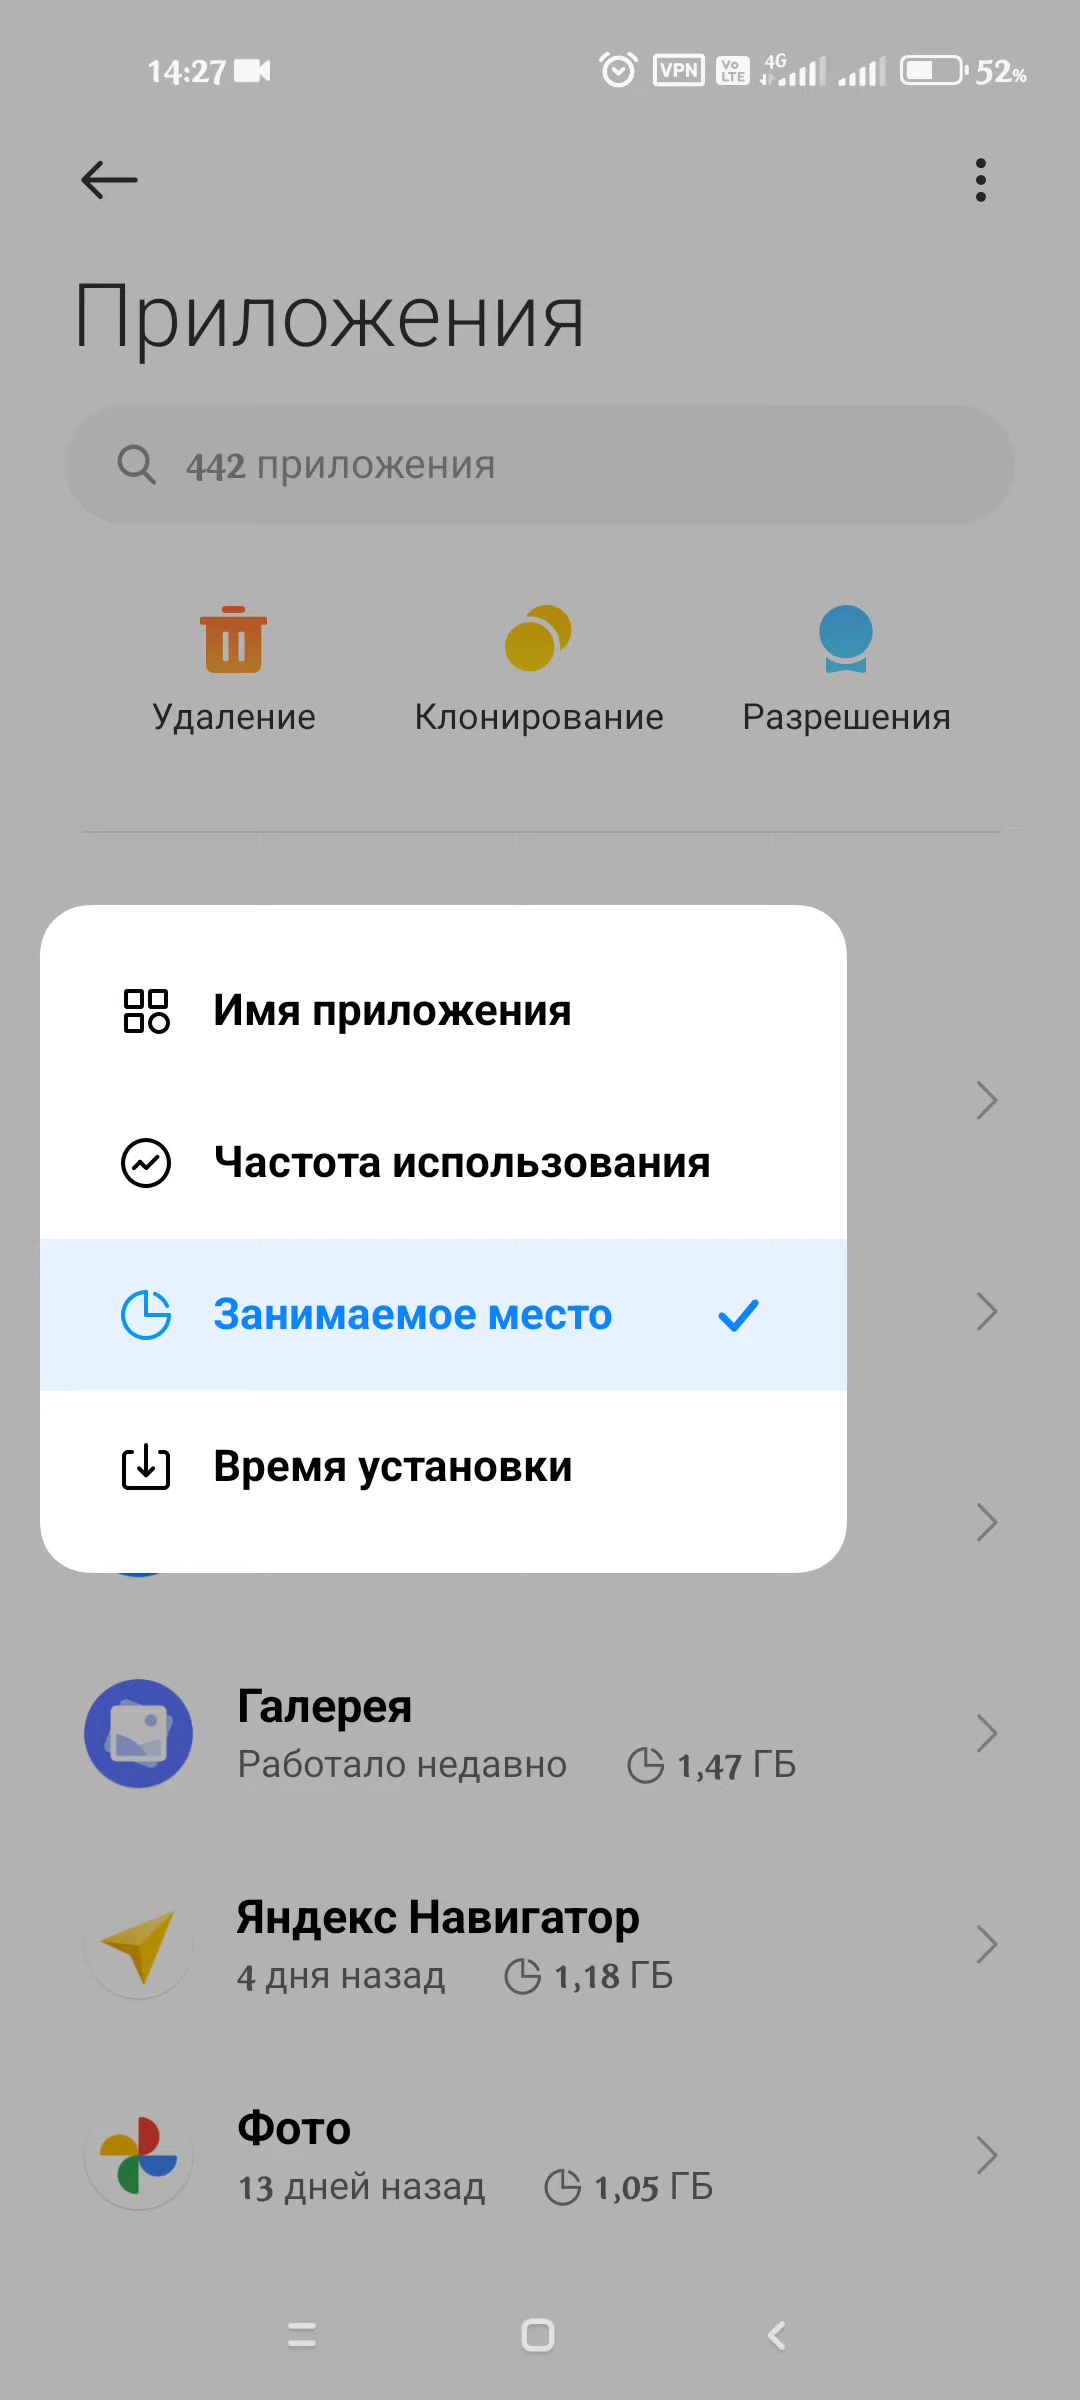 14:27 VPN Vo LTE 4G 52%
Приложения
442 приложения
Удаление Клонирование Разрешения
Имя приложения
Частота использования
Занимаемое место
Время установки
Галерея
Работало недавно 1,47 ГБ
Яндекс Навигатор
4 дня назад 1,18 ГБ
Фото
13 дней назад 1,05 ГБ